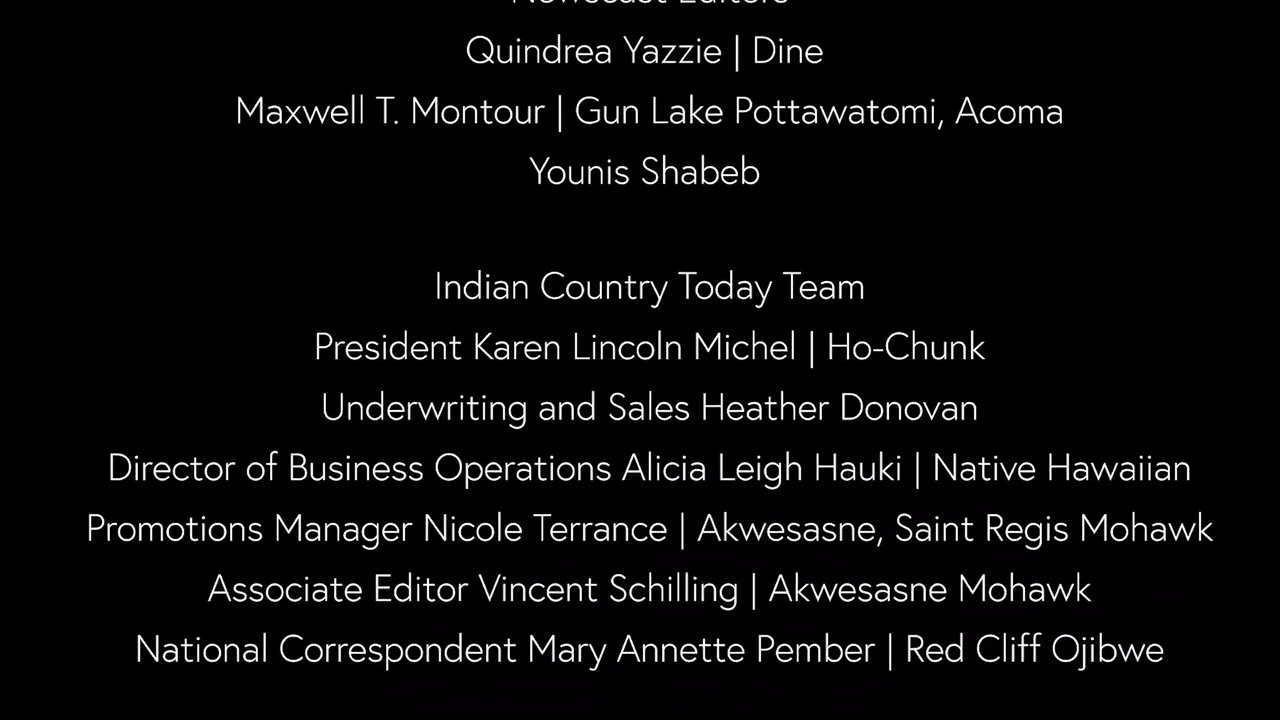 Newscast Editors
Quindrea Yazzie | Dine
Maxwell T. Montour | Gun Lake Pottawatomi, Acoma
Younis Shabeb
Indian Country Today Team
President Karen Lincoln Michel | Ho-Chunk
Underwriting and Sales Heather Donovan
Director of Business Operations Alicia Leigh Hauki | Native Hawaiian
Promotions Manager Nicole Terrance | Akwesasne, Saint Regis Mohawk
Associate Editor Vincent Schilling | Akwesasne Mohawk
National Correspondent Mary Annette Pember | Red Cliff Ojibwe